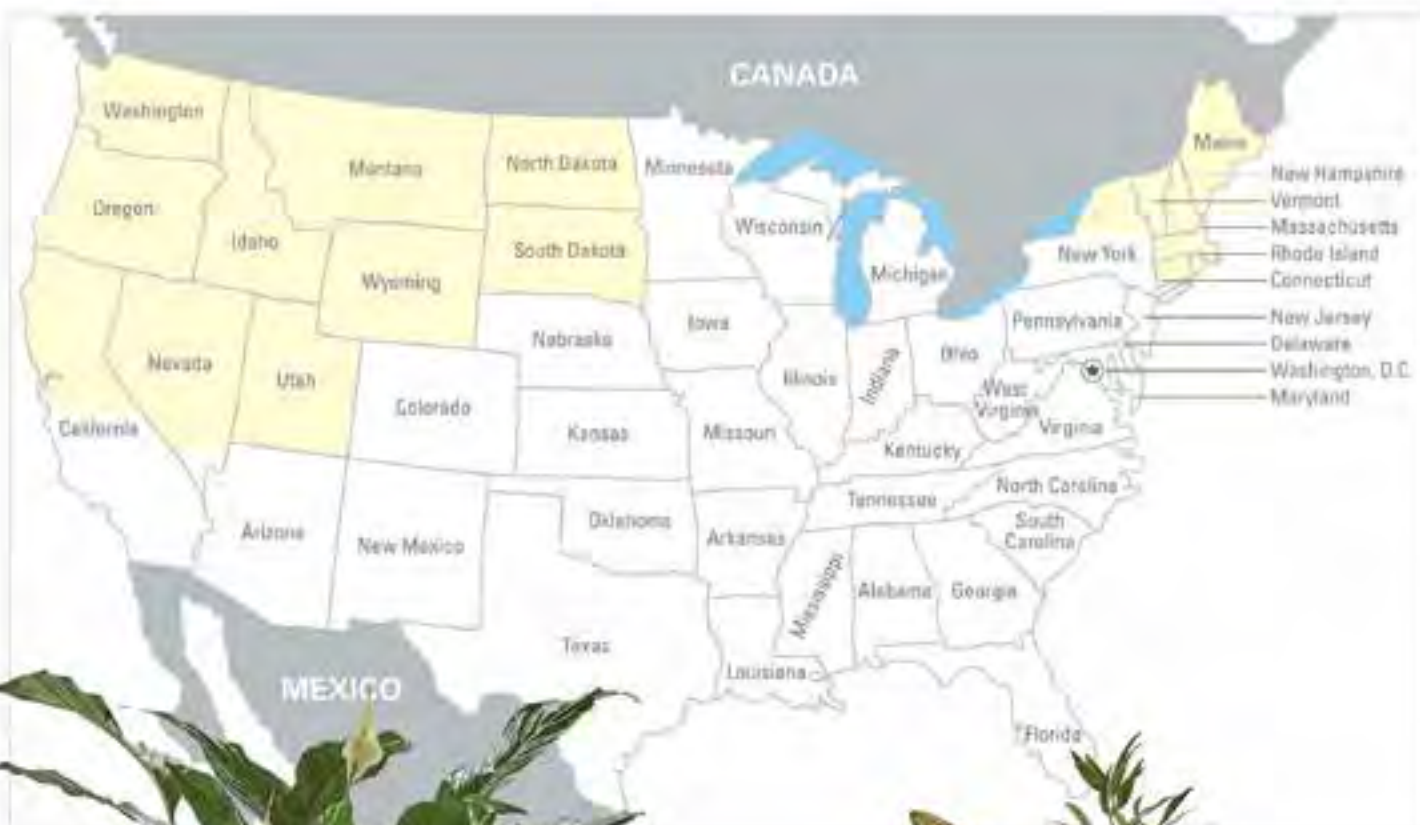 CANADA
Washington
Montana
North Dakota
Minnesota
Maine
New Hampshire
Vermont
Oregon
Idaho
South Dakota
Wisconsin
Massachusetts
Rhode Island
Wyoming
Michigan
New York
Connecticut
Nebraska
Iowa
Pennsylvania
New Jersey
Delaware
Nevada
Utah
Illinois
Indiana
Ohio
Washington, D.C.
Colorado
West
Virginia
Maryland
California
Kansas
Missouri
Kentucky
Virginia
Arizona
New Mexico
Oklahoma
Arkansas
Tennessee
North Carolina
South
Carolina
Mississippi
Alabama
Georgia
Texas
Louisiana
MEXICO
Florida